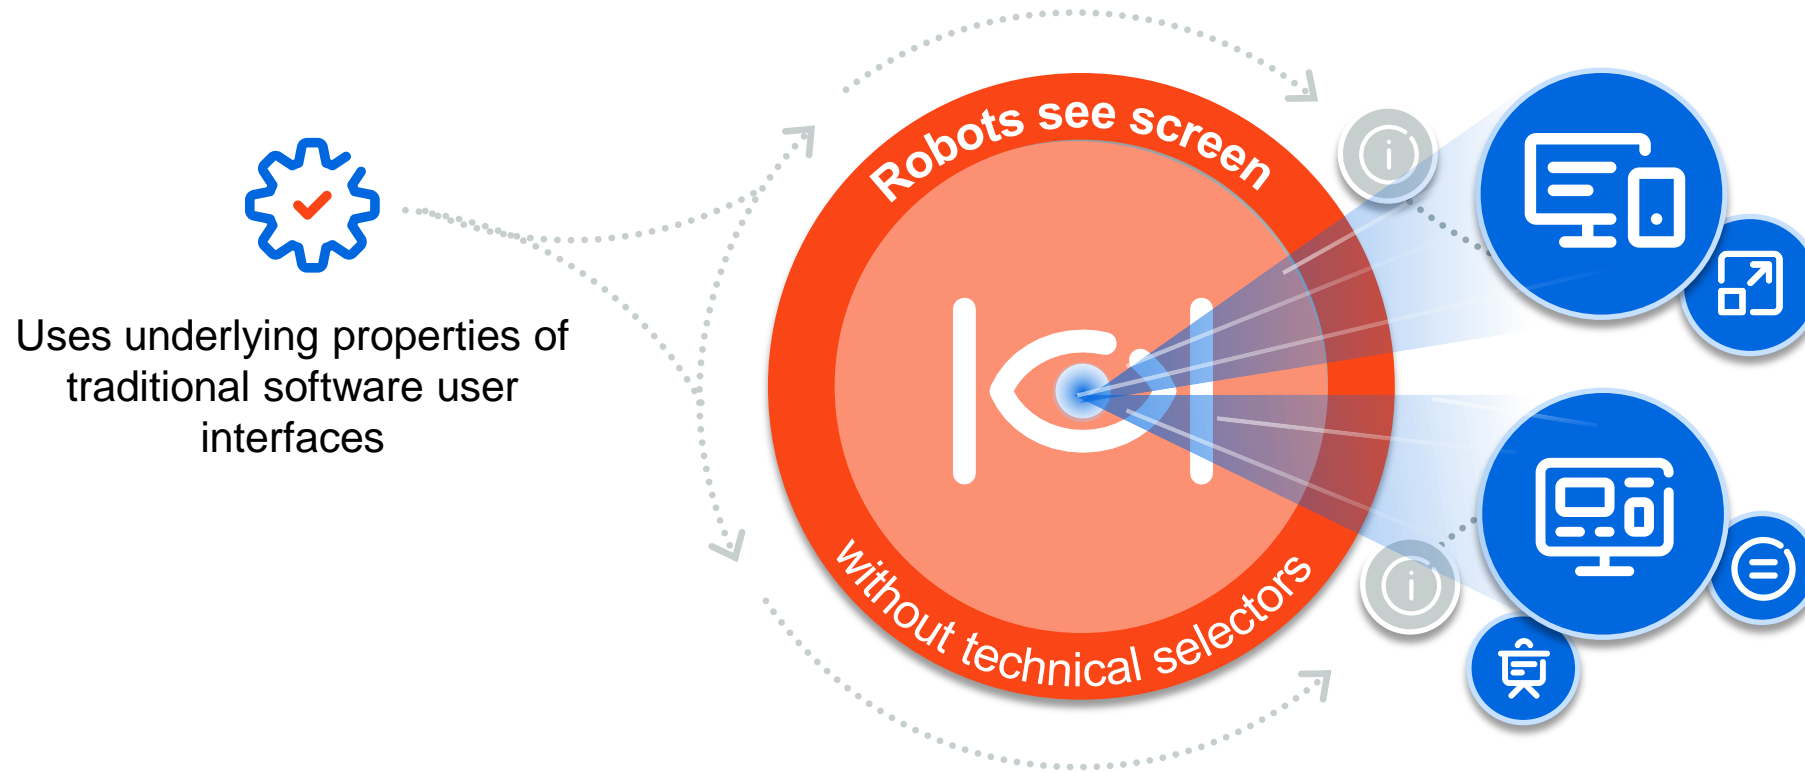 Uses underlying properties of
traditional software user
interfaces
Robots see screen
without technical selectors